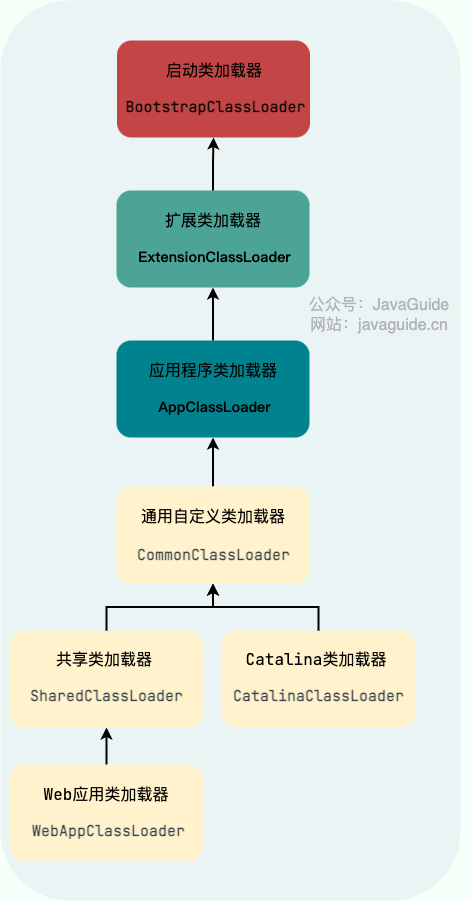 启动类加载器
BootstrapClassLoader
扩展类加载器
ExtensionClassLoader
公众号：JavaGuide
网站：javaguide.cn
应用程序类加载器
AppClassLoader
通用自定义类加载器
CommonClassLoader
共享类加载器
SharedClassLoader
Catalina类加载器
CatalinaClassLoader
Web应用类加载器
WebAppClassLoader